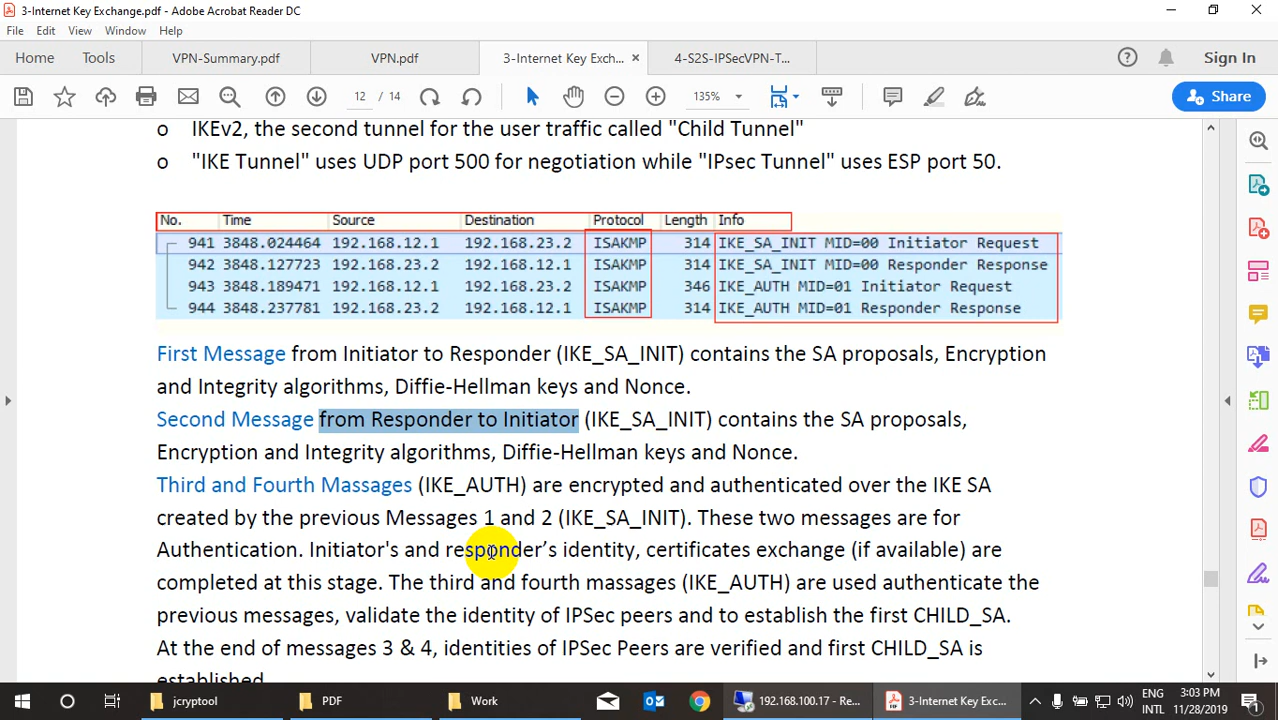 3-Internet Key Exchange.pdf - Adobe Acrobat Reader DC
File Edit View Window Help
Home Tools VPN-Summary.pdf VPN.pdf 3-Internet Key Exch... × 4-S2S-IPSecVPN-T... Sign In
12 / 14 135% Share
o IKEv2, the second tunnel for the user traffic called "Child Tunnel"
o "IKE Tunnel" uses UDP port 500 for negotiation while "IPsec Tunnel" uses ESP port 50.
No. Time Source Destination Protocol Length Info
941 3848.024464 192.168.12.1 192.168.23.2 ISAKMP 314 IKE_SA_INIT MID=00 Initiator Request
942 3848.127723 192.168.23.2 192.168.12.1 ISAKMP 314 IKE_SA_INIT MID=00 Responder Response
943 3848.189471 192.168.12.1 192.168.23.2 ISAKMP 346 IKE_AUTH MID=01 Initiator Request
944 3848.237781 192.168.23.2 192.168.12.1 ISAKMP 314 IKE_AUTH MID=01 Responder Response
First Message from Initiator to Responder (IKE_SA_INIT) contains the SA proposals, Encryption
and Integrity algorithms, Diffie-Hellman keys and Nonce.
Second Message from Responder to Initiator (IKE_SA_INIT) contains the SA proposals,
Encryption and Integrity algorithms, Diffie-Hellman keys and Nonce.
Third and Fourth Massages (IKE_AUTH) are encrypted and authenticated over the IKE SA
created by the previous Messages 1 and 2 (IKE_SA_INIT). These two messages are for
Authentication. Initiator's and responder’s identity, certificates exchange (if available) are
completed at this stage. The third and fourth massages (IKE_AUTH) are used authenticate the
previous messages, validate the identity of IPSec peers and to establish the first CHILD_SA.
At the end of messages 3 & 4, identities of IPSec Peers are verified and first CHILD_SA is
established.
jcryptool PDF Work 192.168.100.17 - Re... 3-Internet Key Exc... ENG 3:03 PM
INTL 11/28/2019